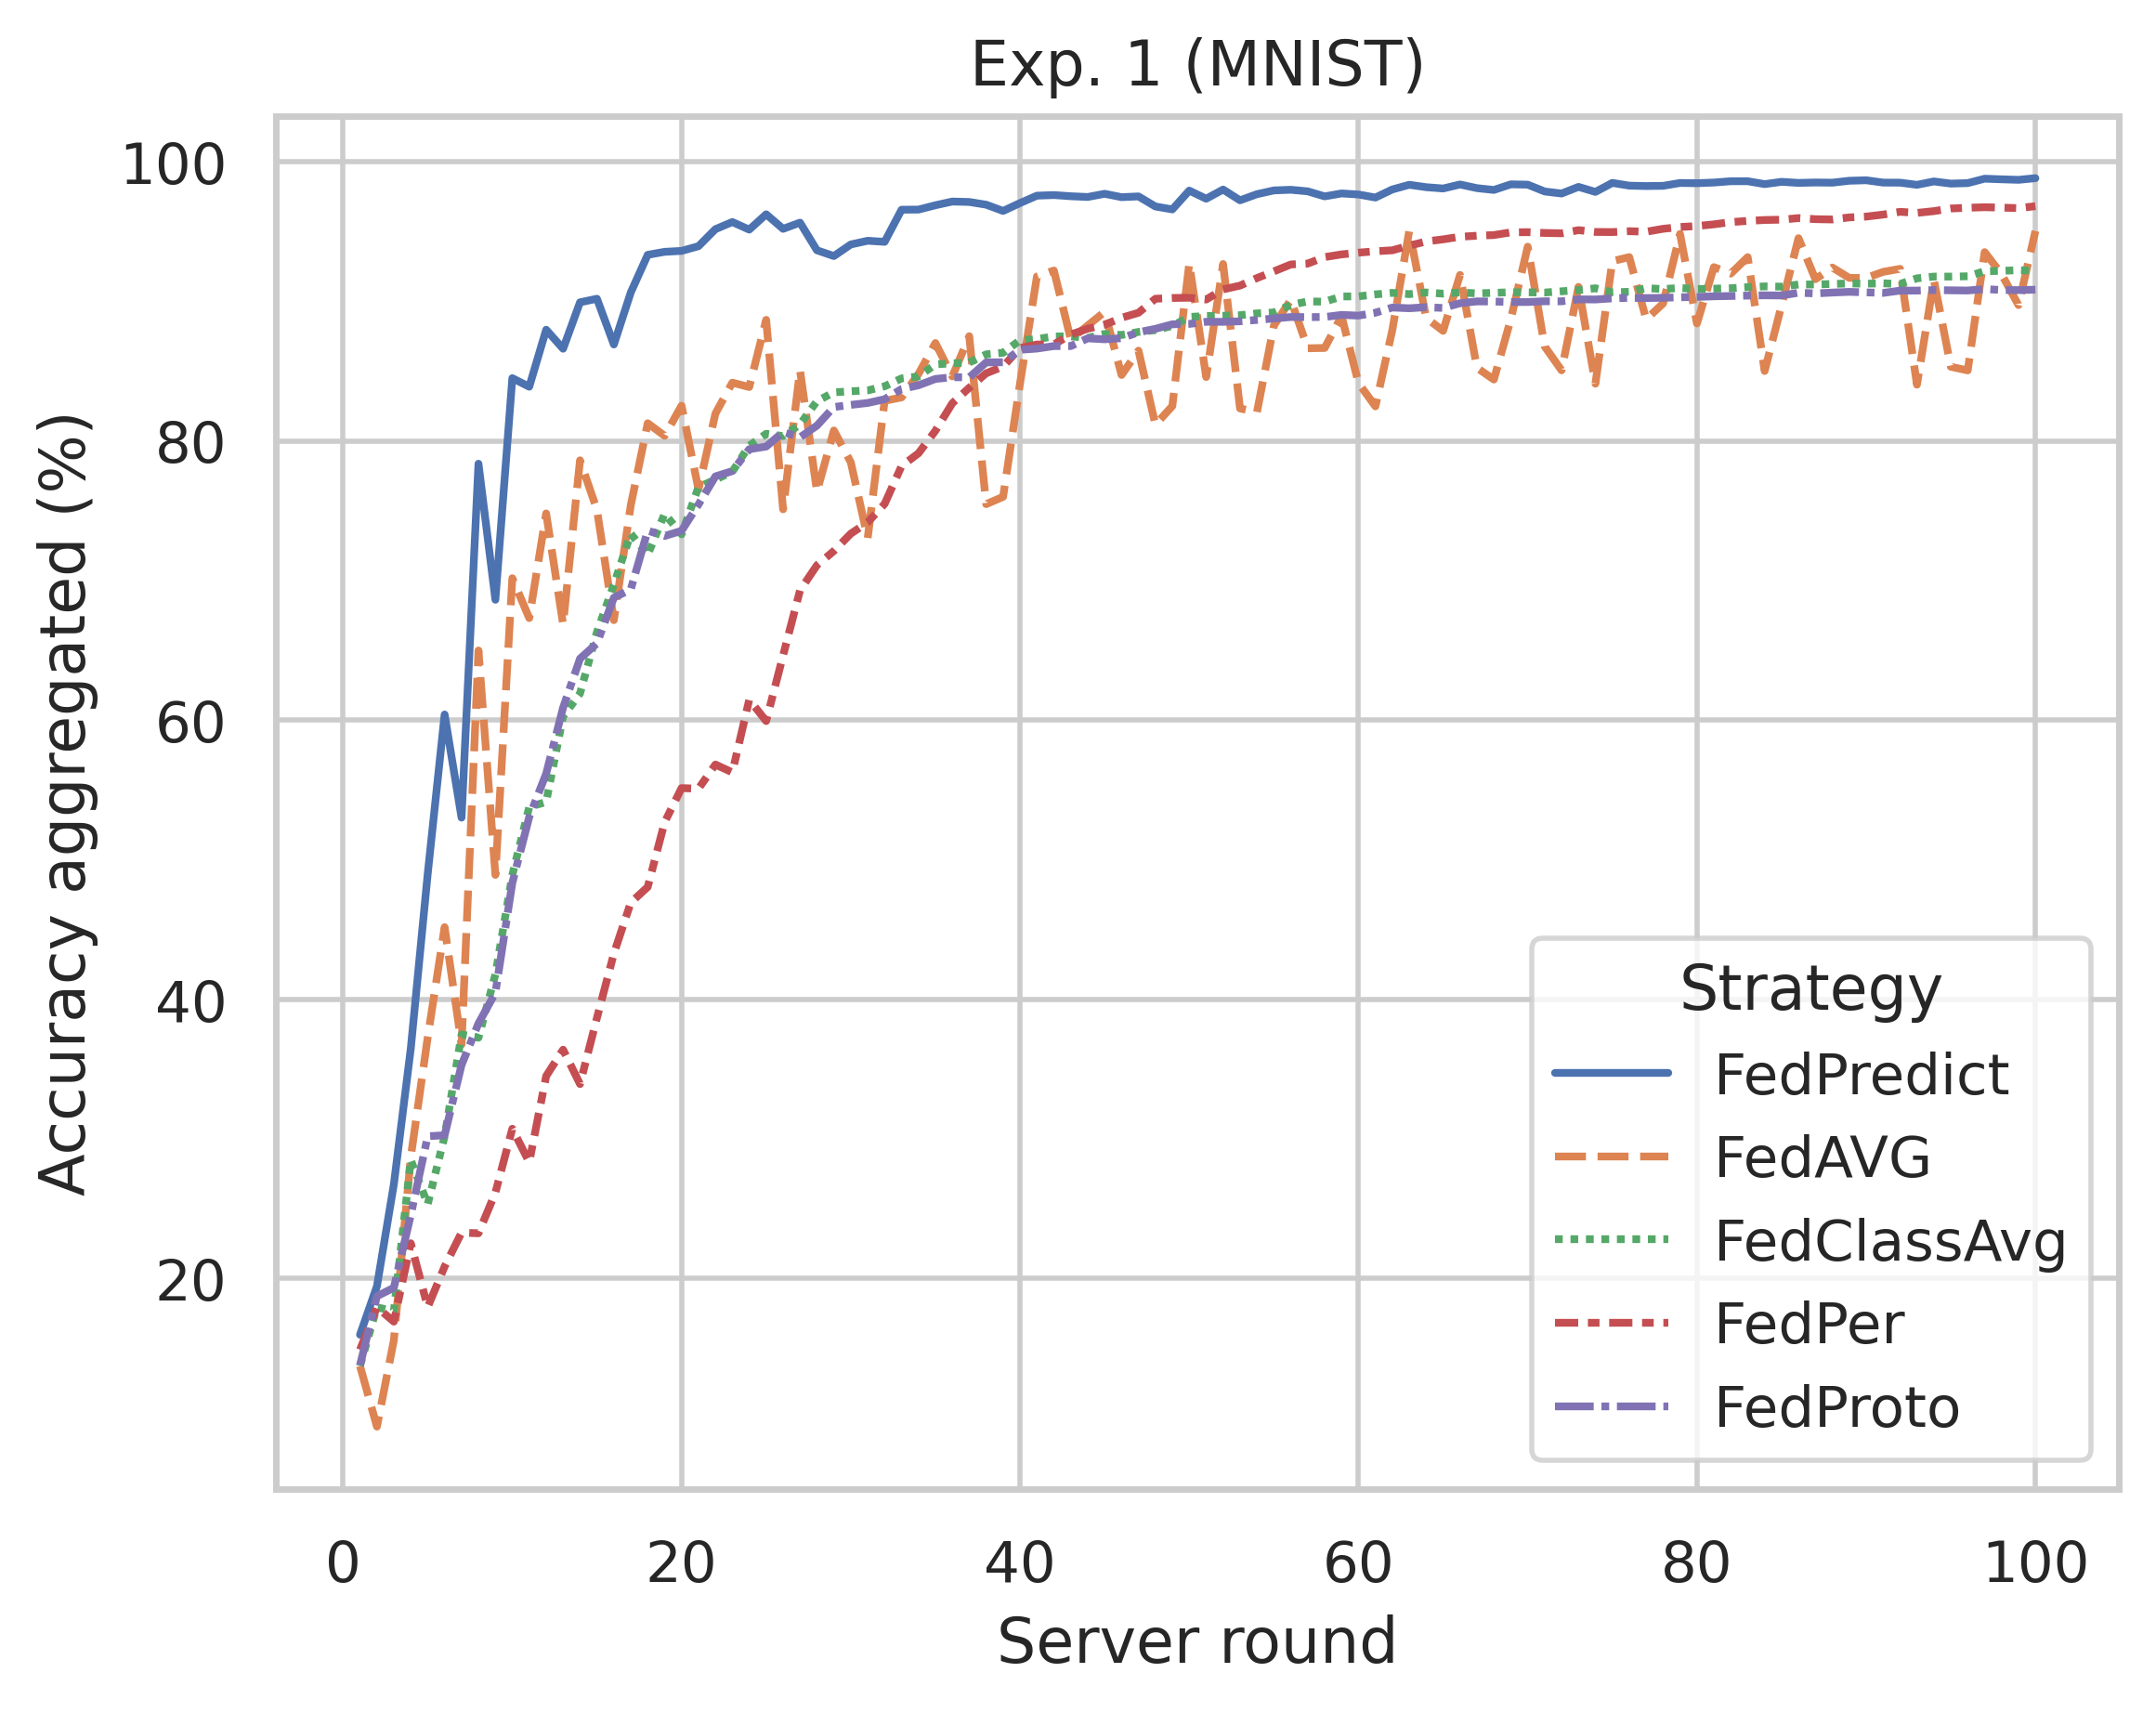 Exp. 1 (MNIST)
100
80
60
40
20
Accuracy aggregated (%)
Strategy
FedPredict
FedAVG
FedClassAvg
FedPer
FedProto
0 20 40 60 80 100
Server round